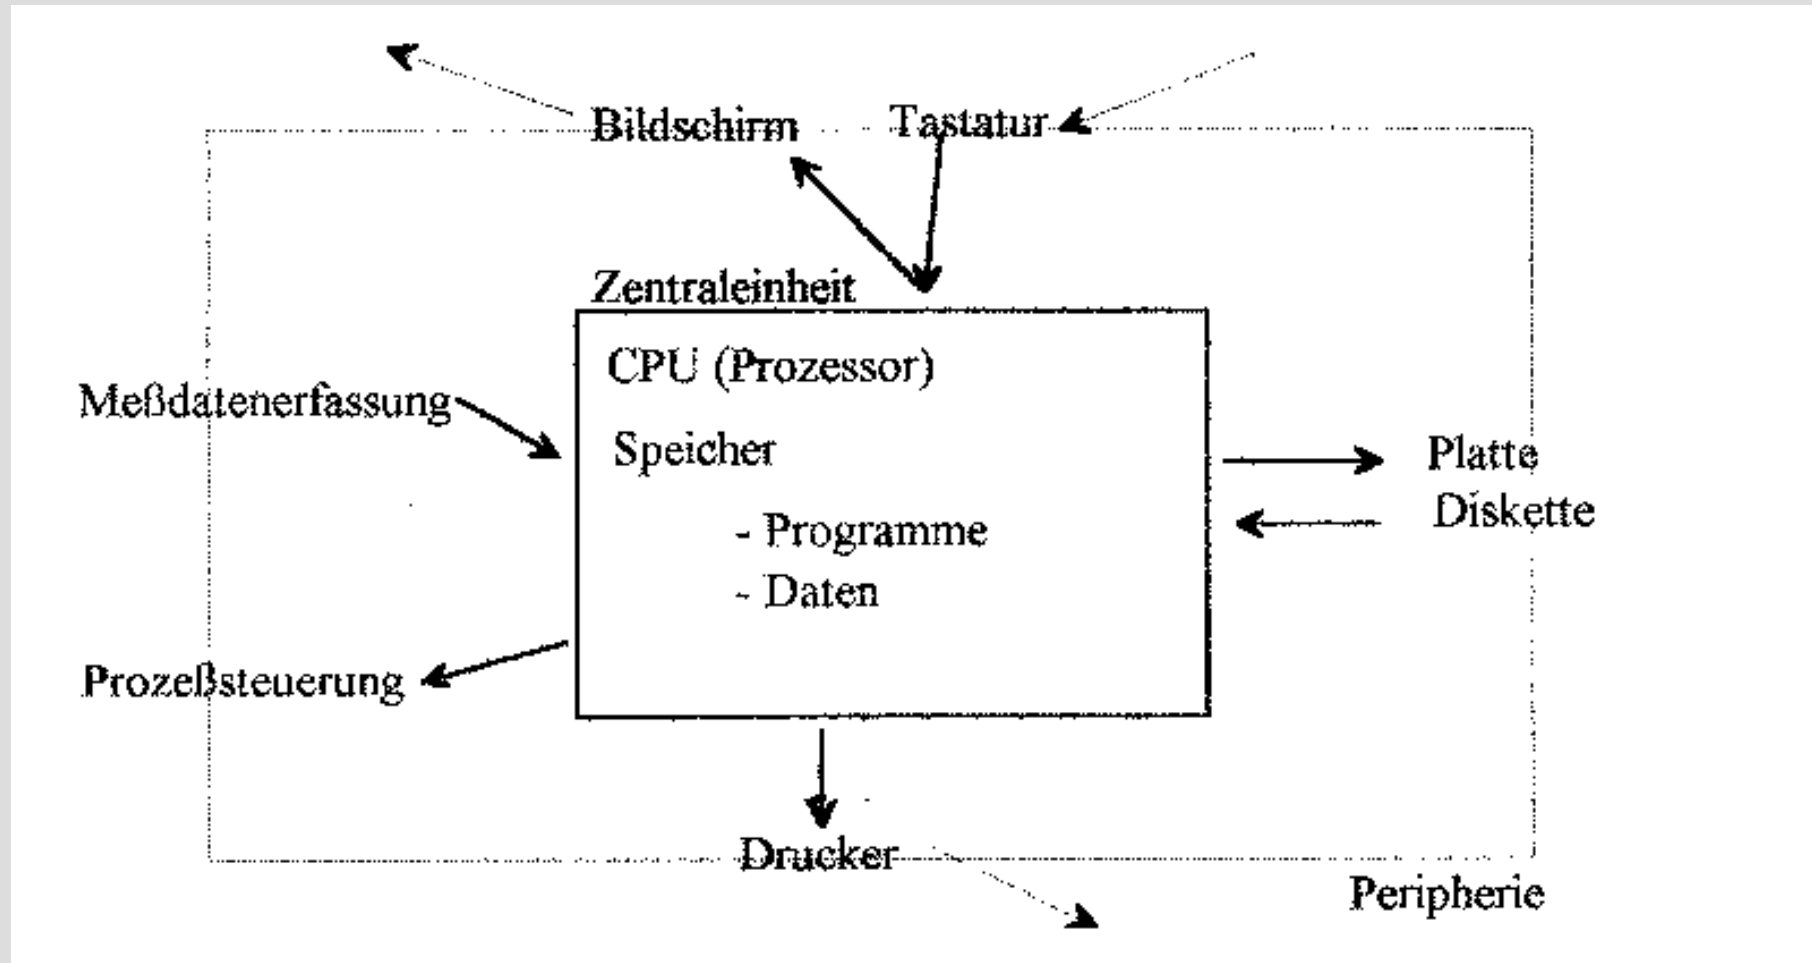 Bildschirm Tastatur
Zentraleinheit
CPU (Prozessor)
Meßdatenerfassung
Speicher
Platte
Diskette
- Programme
- Daten
Prozeßsteuerung
Drucker
Peripherie